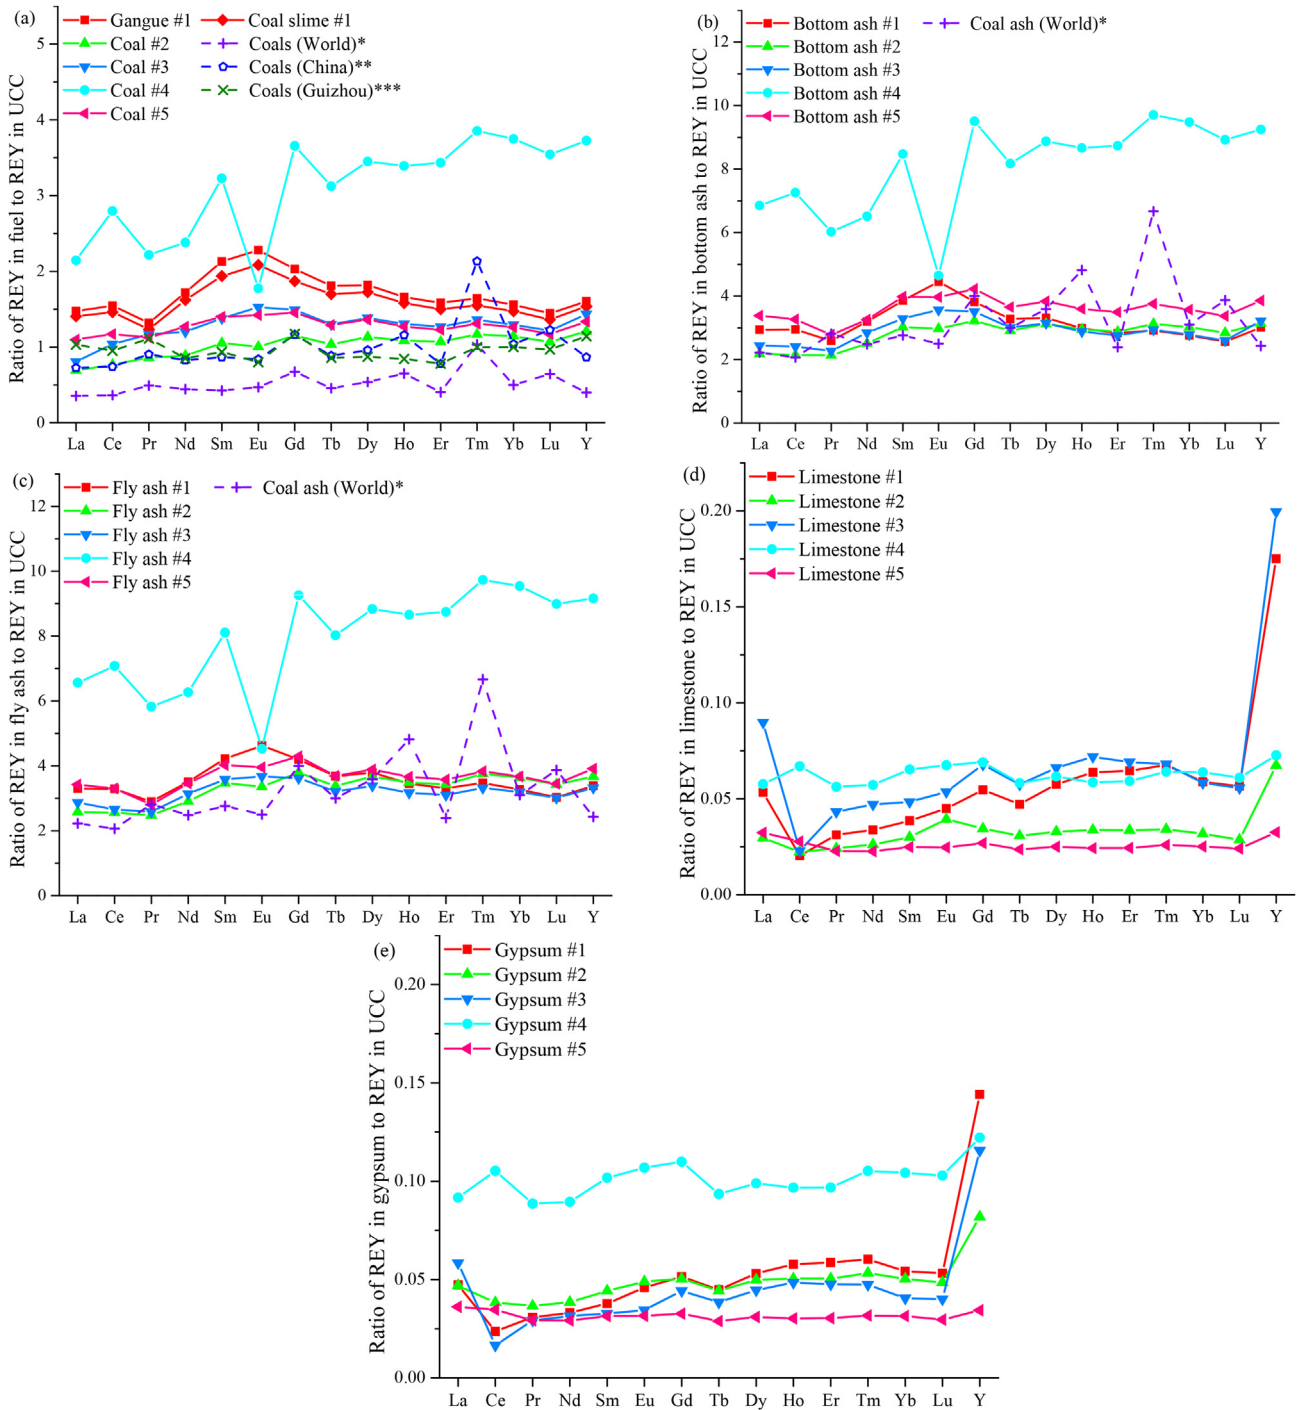 (a)
Gangue #1
Coal slime #1
Coal #2
Coals (World)*
Coal #3
Coals (China)**
Coal #4
Coals (Guizhou)***
Coal #5
Ratio of REY in fuel to REY in UCC
5
4
3
2
1
0
La Ce Pr Nd Sm Eu Gd Tb Dy Ho Er Tm Yb Lu Y
(b)
Bottom ash #1
Coal ash (World)*
Bottom ash #2
Bottom ash #3
Bottom ash #4
Bottom ash #5
Ratio of REY in bottom ash to REY in UCC
12
10
8
6
4
2
0
La Ce Pr Nd Sm Eu Gd Tb Dy Ho Er Tm Yb Lu Y
(c)
Fly ash #1
Coal ash (World)*
Fly ash #2
Fly ash #3
Fly ash #4
Fly ash #5
Ratio of REY in fly ash to REY in UCC
12
10
8
6
4
2
0
La Ce Pr Nd Sm Eu Gd Tb Dy Ho Er Tm Yb Lu Y
(d)
Limestone #1
Limestone #2
Limestone #3
Limestone #4
Limestone #5
Ratio of REY in limestone to REY in UCC
0.20
0.15
0.10
0.05
0.00
La Ce Pr Nd Sm Eu Gd Tb Dy Ho Er Tm Yb Lu Y
(e)
Gypsum #1
Gypsum #2
Gypsum #3
Gypsum #4
Gypsum #5
Ratio of REY in gypsum to REY in UCC
0.20
0.15
0.10
0.05
0.00
La Ce Pr Nd Sm Eu Gd Tb Dy Ho Er Tm Yb Lu Y